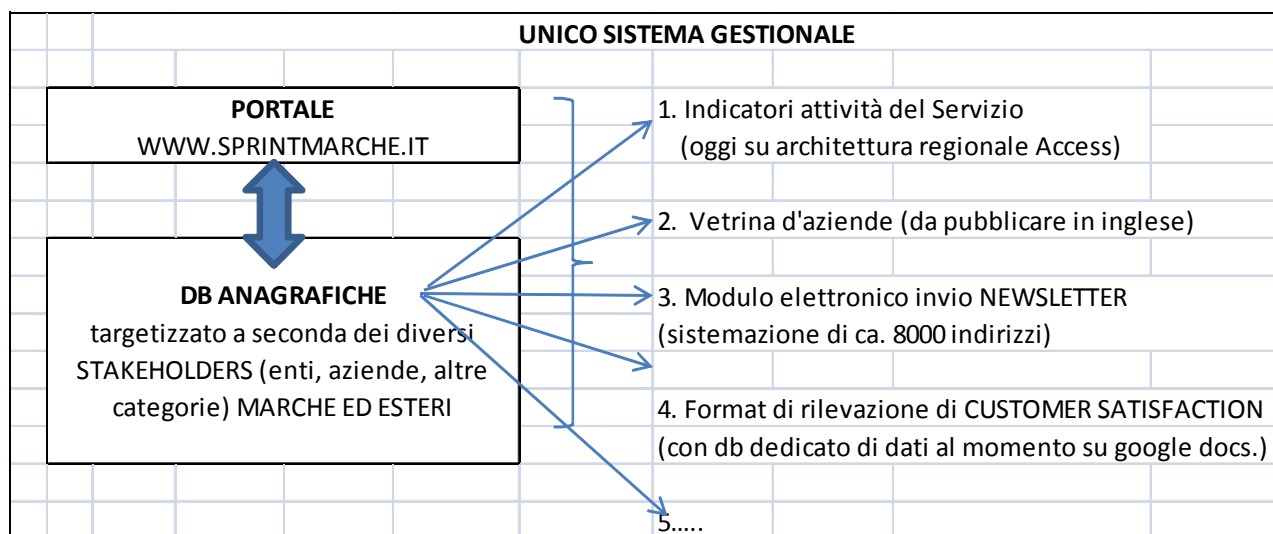 UNICO SISTEMA GESTIONALE
PORTALE
WWW.SPRINTMARCHE.IT
DB ANAGRAFICHE
targetizzato a seconda dei diversi
STAKEHOLDERS (enti, aziende, altre
categorie) MARCHE ED ESTERI
1. Indicatori attività del Servizio
(oggi su architettura regionale Access)
2. Vetrina d'aziende (da pubblicare in inglese)
3. Modulo elettronico invio NEWSLETTER
(sistemazione di ca. 8000 indirizzi)
4. Format di rilevazione di CUSTOMER SATISFACTION
(con db dedicato di dati al momento su google docs.)
5.....